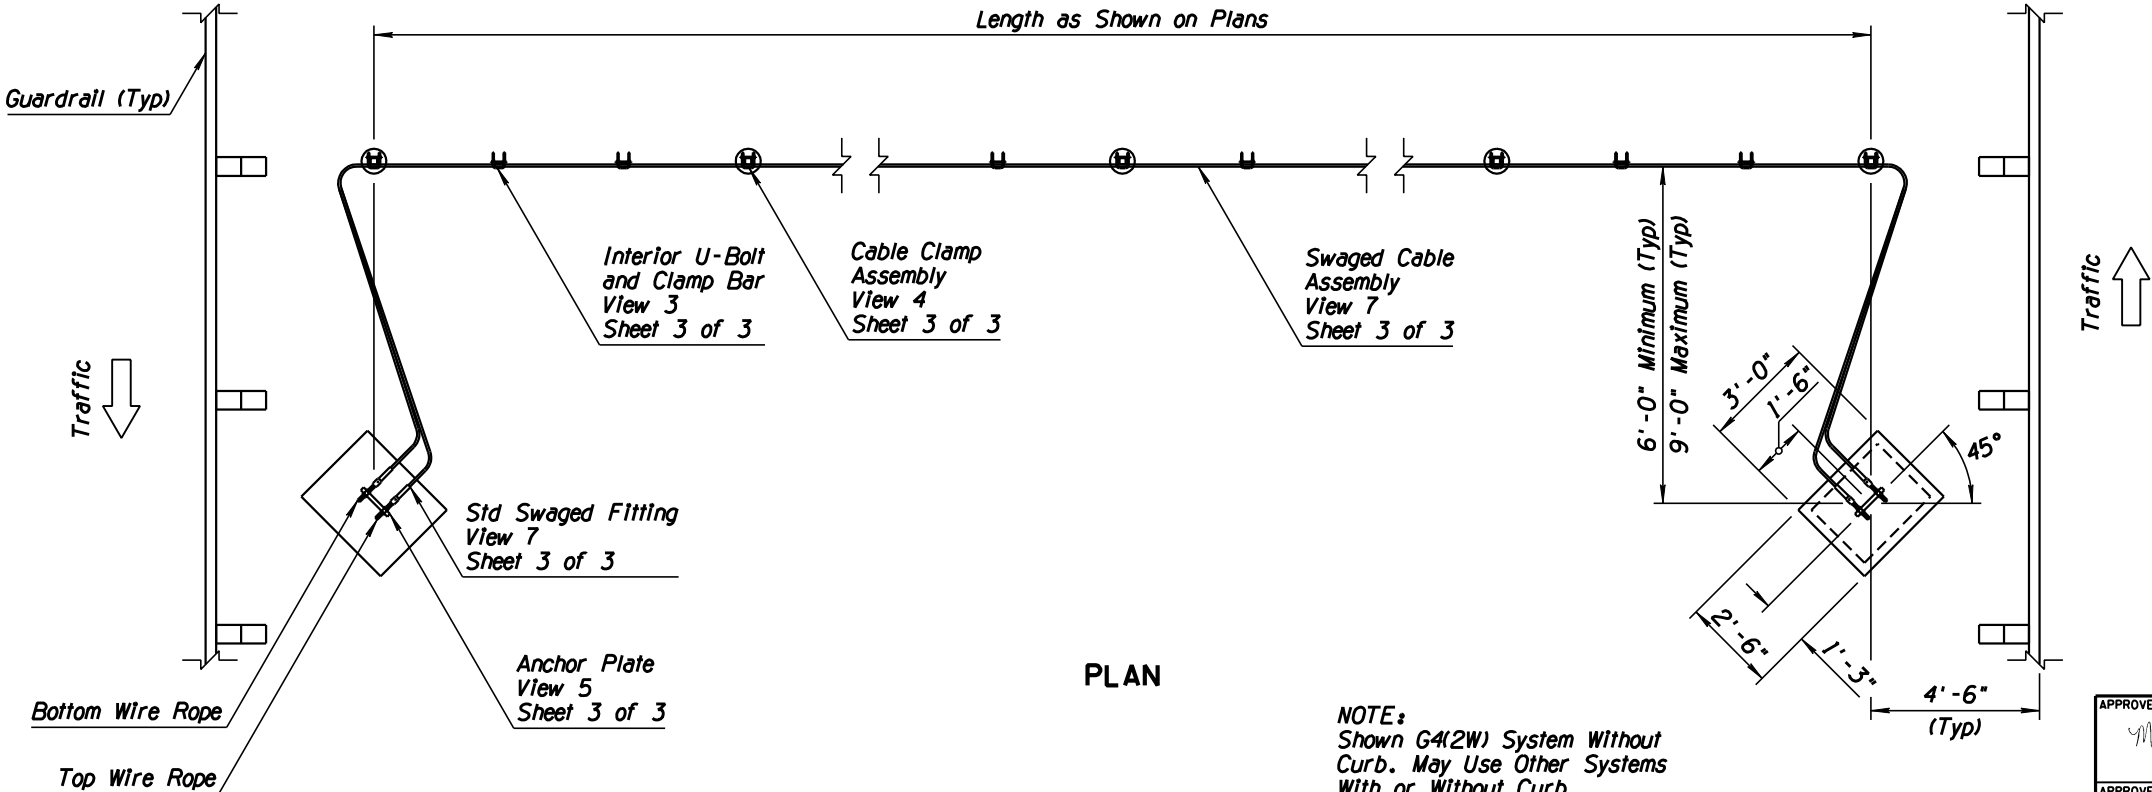 Length as Shown on Plans
Guardrail (Typ)
Interior U-Bolt
and Clamp Bar
View 3
Sheet 3 of 3
Cable Clamp
Assembly
View 4
Sheet 3 of 3
Swaged Cable
Assembly
View 7
Sheet 3 of 3
6'-0" Minimum (Typ)
9'-0" Maximum (Typ)
Traffic
Traffic
3'-0"
1'-6"
45°
Std Swaged Fitting
View 7
Sheet 3 of 3
2'-6"
1'-3"
Anchor Plate
View 5
Sheet 3 of 3
PLAN
4'-6"
(Typ)
Bottom Wire Rope
Top Wire Rope
NOTE:
Shown G4(2W) System Without
Curb. May Use Other Systems
With or Without Curb
APPROVE
APPROVE